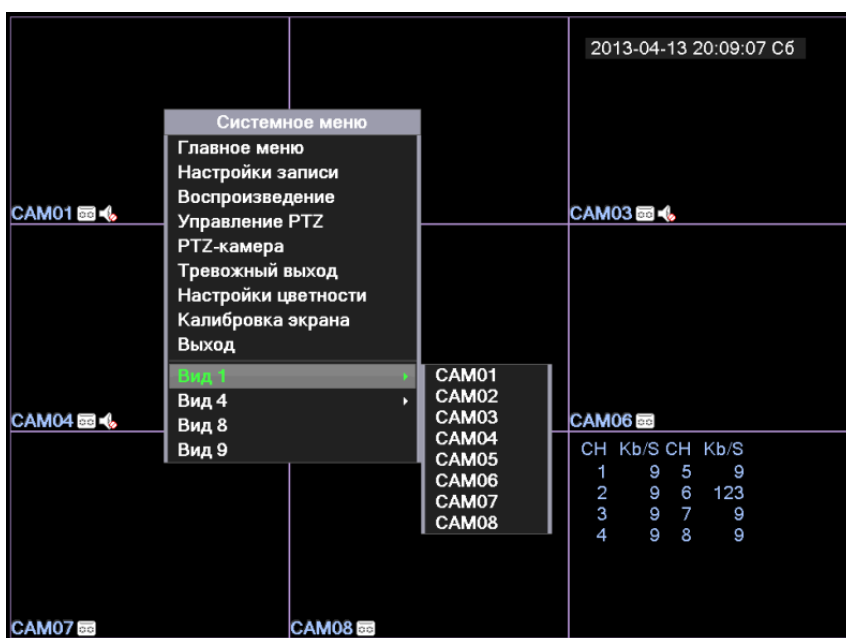 2013-04-13 20:09:07 Сб
Системное меню
Главное меню
Настройки записи
Воспроизведение
Управление PTZ
PTZ-камера
Тревожный выход
Настройки цветности
Калибровка экрана
Выход
Вид 1
Вид 4
Вид 8
Вид 9
CAM01
CAM02
CAM03
CAM04
CAM05
CAM06
CAM07
CAM08
CAM01
CAM03
CAM04
CAM06
CH Kb/S CH Kb/S
1 9 5 9
2 9 6 123
3 9 7 9
4 9 8 9
CAM07
CAM08